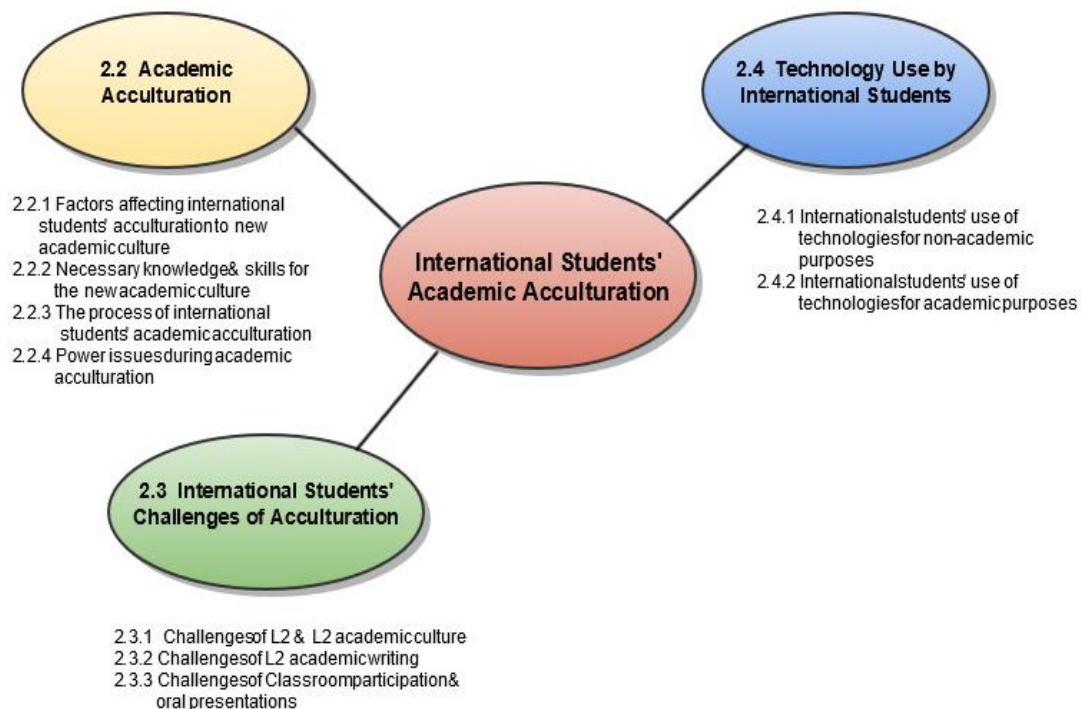 2.2 Academic
Acculturation
2.2.1 Factors affecting international
students' acculturation to new
academic culture
2.2.2 Necessary knowledge & skills for
the new academic culture
2.2.3 The process of international
students' academic acculturation
2.2.4 Power issues during academic
acculturation
2.4 Technology Use by
International Students
2.4.1 International students' use of
technologies for non-academic
purposes
2.4.2 International students' use of
technologies for academic purposes
International Students'
Academic Acculturation
2.3 International Students'
Challenges of Acculturation
2.3.1 Challenges of L2 & L2 academic culture
2.3.2 Challenges of L2 academic writing
2.3.3 Challenges of Classroom participation &
oral presentations